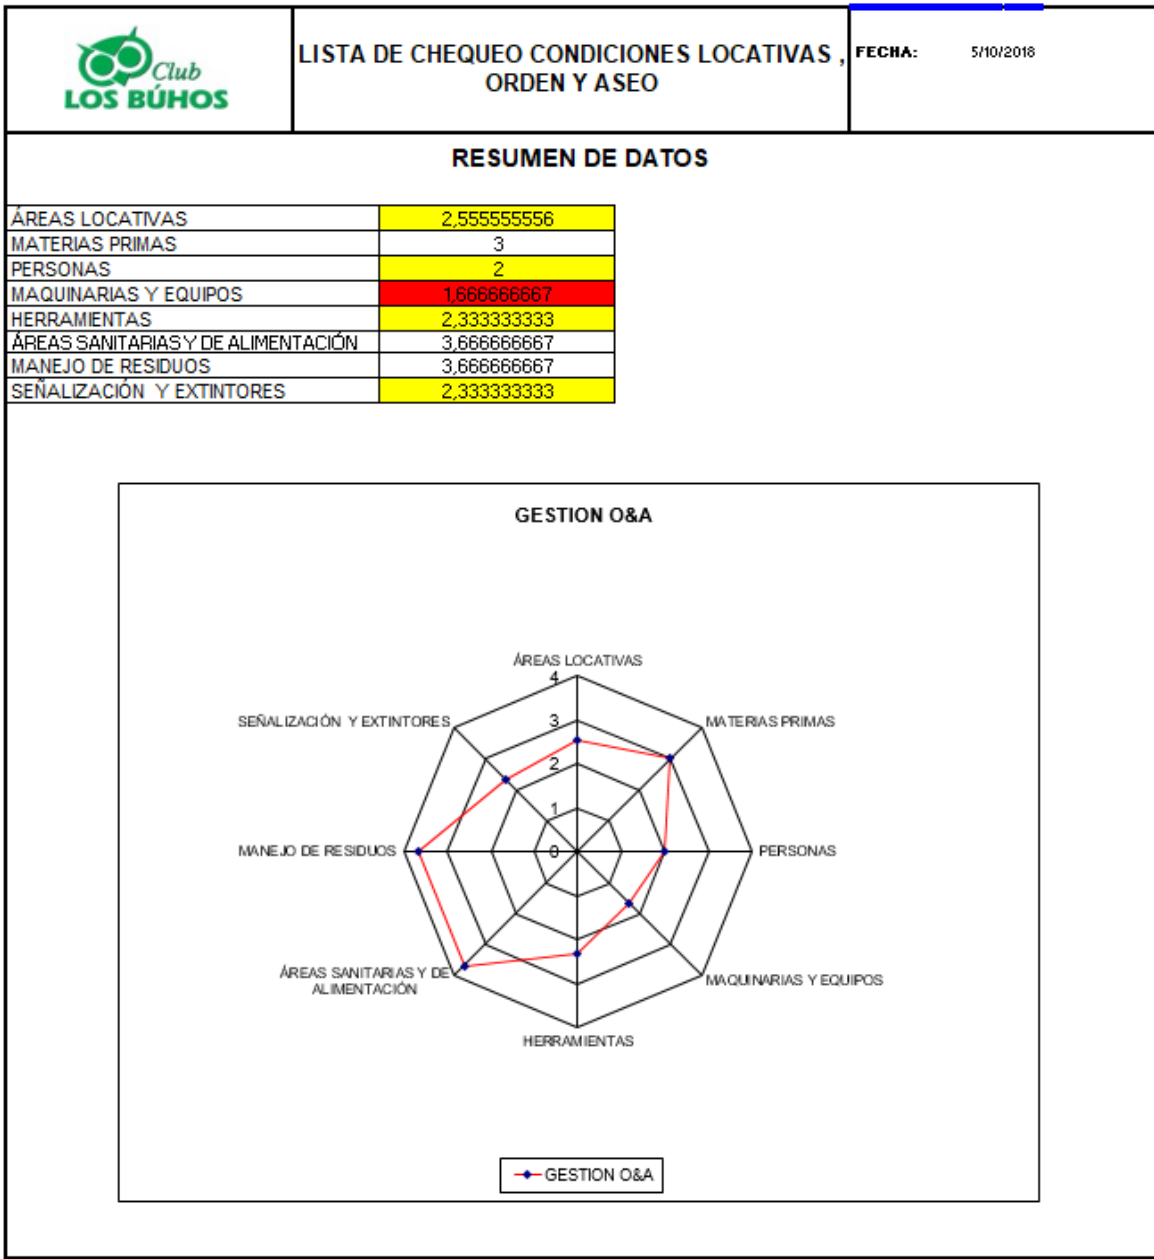 Club
LOS BÚHOS
LISTA DE CHEQUEO CONDICIONES LOCATIVAS ,
ORDEN Y ASEO
FECHA: 5/10/2018
RESUMEN DE DATOS
ÁREAS LOCATIVAS 2,555555556
MATERIAS PRIMAS 3
PERSONAS 2
MAQUINARIAS Y EQUIPOS 1,666666667
HERRAMIENTAS 2,333333333
ÁREAS SANITARIAS Y DE ALIMENTACIÓN 3,666666667
MANEJO DE RESIDUOS 3,666666667
SEÑALIZACIÓN Y EXTINTORES 2,333333333
GESTION O&A
ÁREAS LOCATIVAS
4
SEÑALIZACIÓN Y EXTINTORES
3
MATERIAS PRIMAS
2
1
MANEJO DE RESIDUOS
0
PERSONAS
ÁREAS SANITARIAS Y DE
ALIMENTACIÓN
MAQUINARIAS Y EQUIPOS
HERRAMIENTAS
GESTION O&A